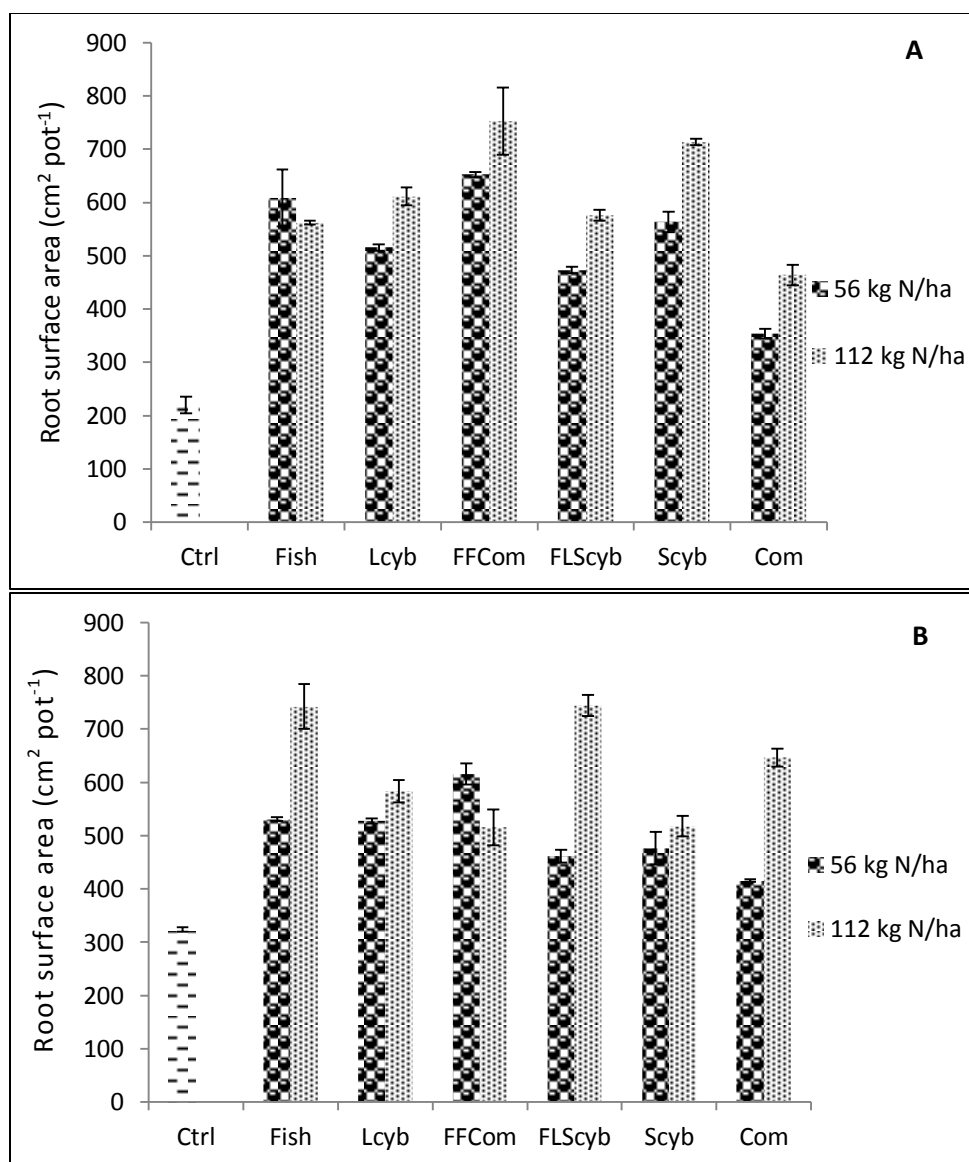 A
Root surface area (cm² pot⁻¹)
900
800
700
600
500
400
300
200
100
0
Ctrl Fish Lcyb FFCom FLScyb Scyb Com
56 kg N/ha
112 kg N/ha
B
Root surface area (cm² pot⁻¹)
900
800
700
600
500
400
300
200
100
0
Ctrl Fish Lcyb FFCom FLScyb Scyb Com
56 kg N/ha
112 kg N/ha